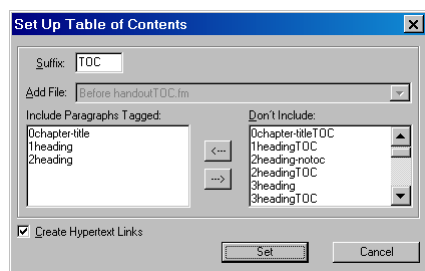 Set Up Table of Contents
Suffix: TOC
Add File: Before handoutTOC.fm
Include Paragraphs Tagged:
0chapter-title
1heading
2heading
<---
--->
Don't Include:
0chapter-titleTOC
1headingTOC
2heading-notoc
2headingTOC
3heading
3headingTOC
Create Hypertext Links
Set
Cancel